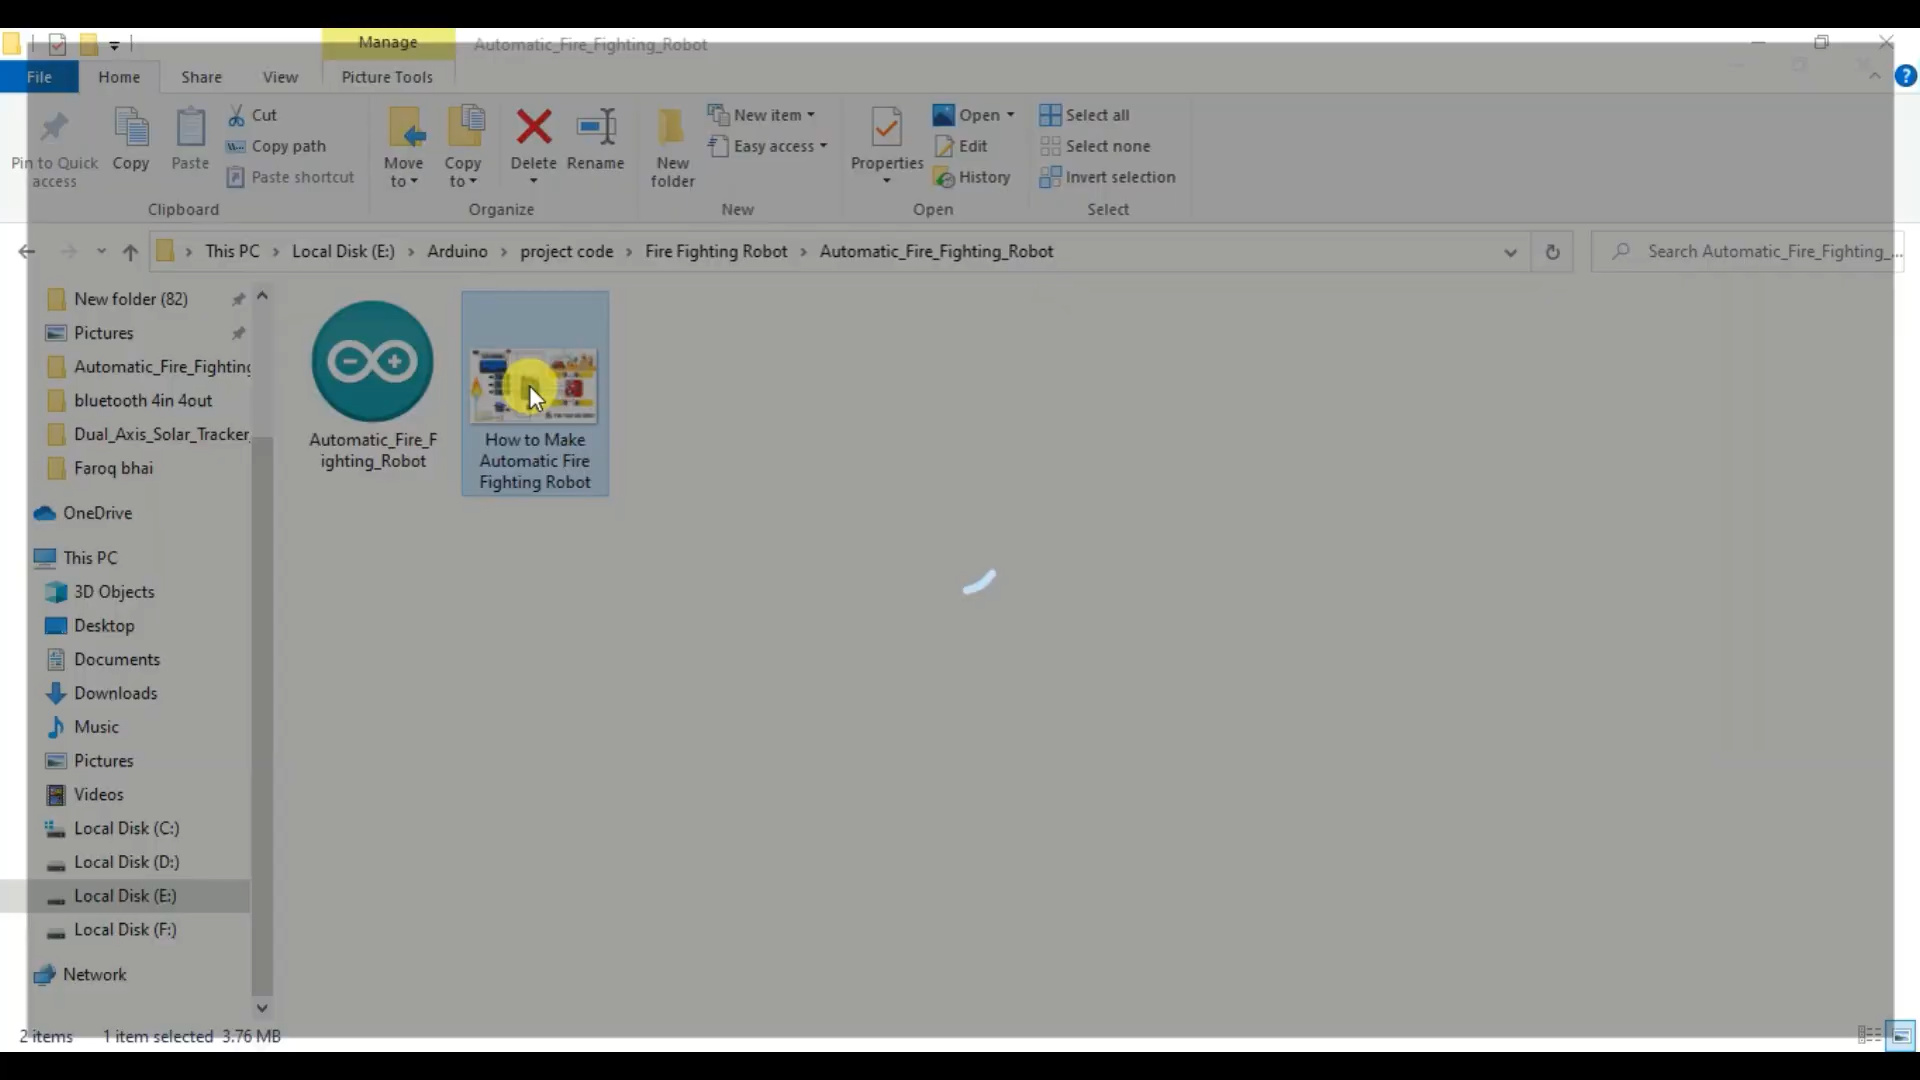 Manage
Automatic_Fire_Fighting_Robot
File
Home
Share
View
Picture Tools
Pin to Quick
access
Copy
Paste
Cut
Copy path
Paste shortcut
Clipboard
Move
to
Copy
to
Delete
Rename
Organize
New
folder
New item
Easy access
New
Properties
Open
Edit
History
Open
Select all
Select none
Invert selection
Select
This PC > Local Disk (E:) > Arduino > project code > Fire Fighting Robot > Automatic_Fire_Fighting_Robot
Search Automatic_Fire_Fighting_...
New folder (82)
Pictures
Automatic_Fire_Fighting
bluetooth 4in 4out
Dual_Axis_Solar_Tracker_
Faroq bhai
OneDrive
This PC
3D Objects
Desktop
Documents
Downloads
Music
Pictures
Videos
Local Disk (C:)
Local Disk (D:)
Local Disk (E:)
Local Disk (F:)
Network
Automatic_Fire_F
ighting_Robot
How to Make
Automatic Fire
Fighting Robot
2 items 1 item selected 3.76 MB